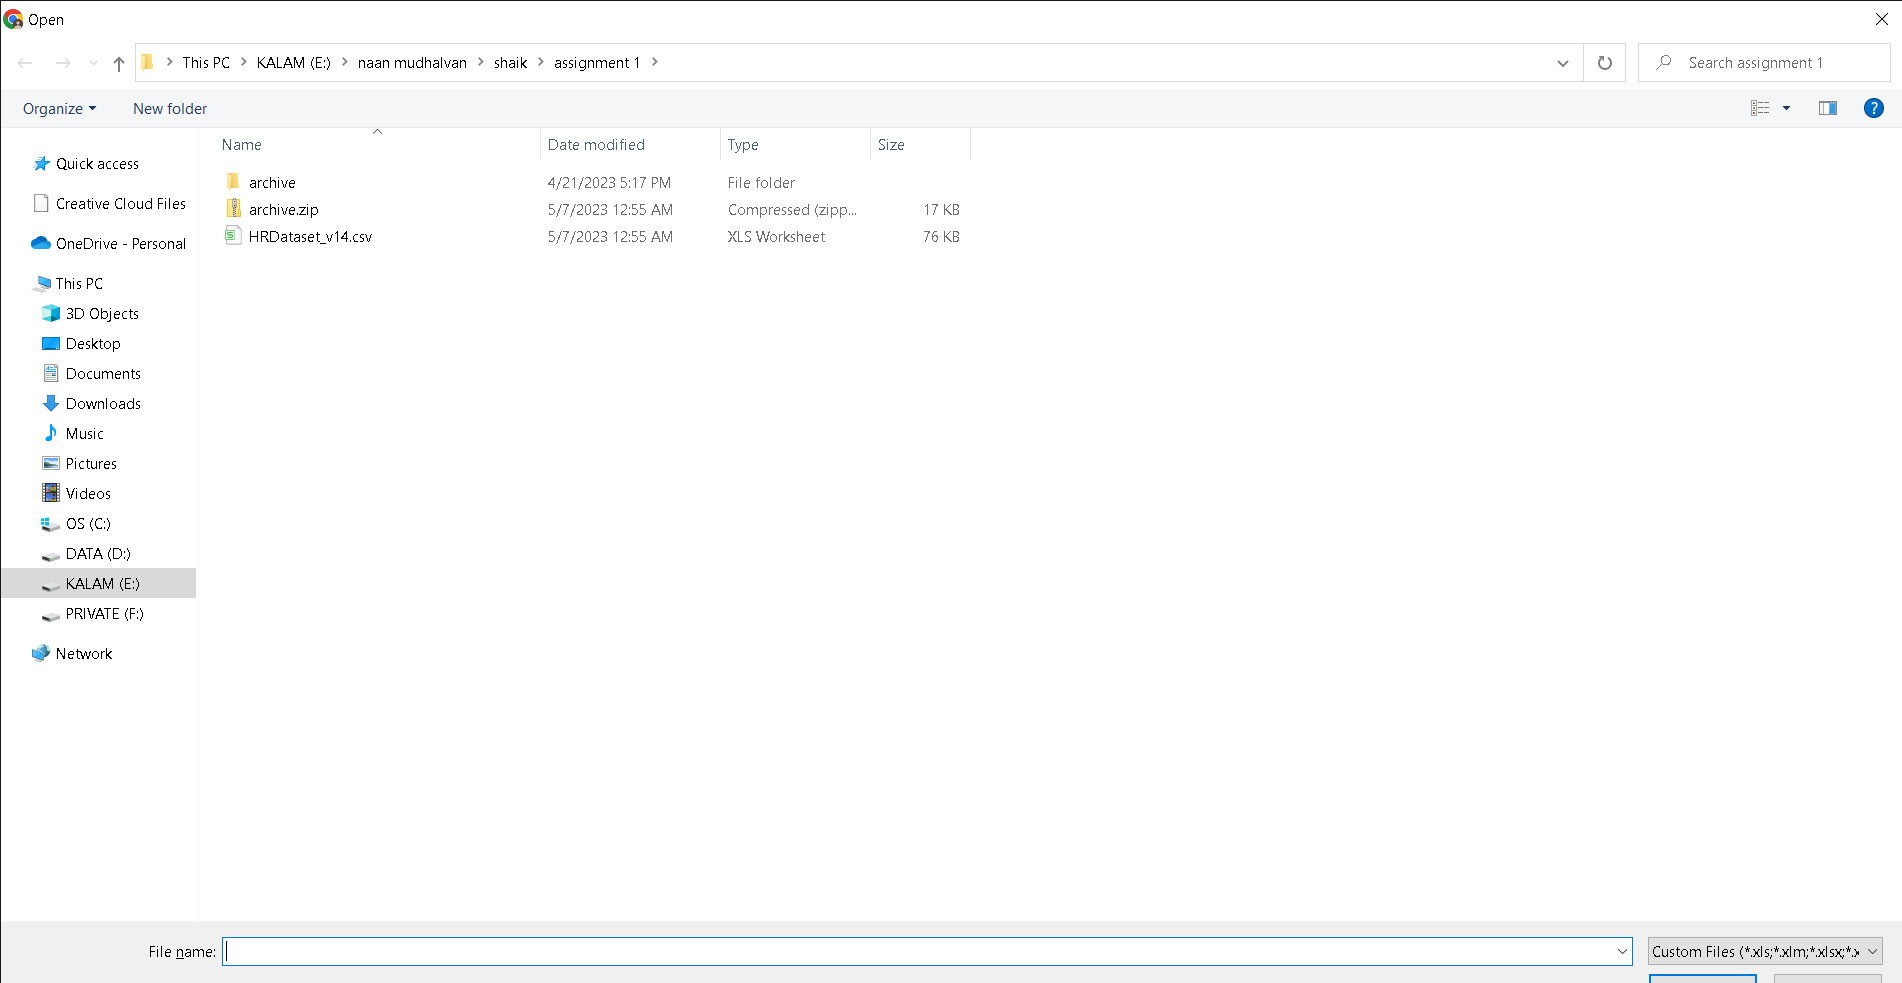 Open
This PC > KALAM (E:) > naan mudhalvan > shaik > assignment 1 >
Search assignment 1
Organize
New folder
Name Date modified Type Size
archive 4/21/2023 5:17 PM File folder
archive.zip 5/7/2023 12:55 AM Compressed (zipp... 17 KB
HRDataset_v14.csv 5/7/2023 12:55 AM XLS Worksheet 76 KB
Quick access
Creative Cloud Files
OneDrive - Personal
This PC
3D Objects
Desktop
Documents
Downloads
Music
Pictures
Videos
OS (C:)
DATA (D:)
KALAM (E:)
PRIVATE (F:)
Network
File name:
Custom Files (*.xls;*.xlm;*.xlsx;*.x